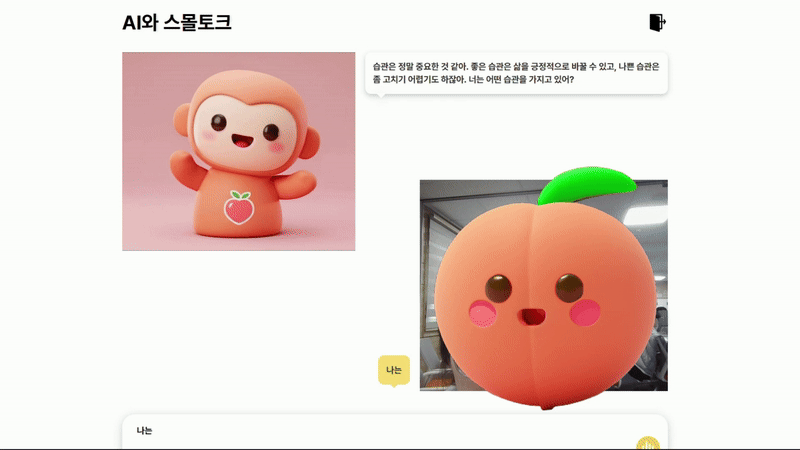 AI와 스몰토크
습관은 정말 중요한 것 같아. 좋은 습관은 삶을 긍정적으로 바꿀 수 있고, 나쁜 습관은
좀 고치기 어렵기도 하잖아. 너는 어떤 습관을 가지고 있어?
나는
나는